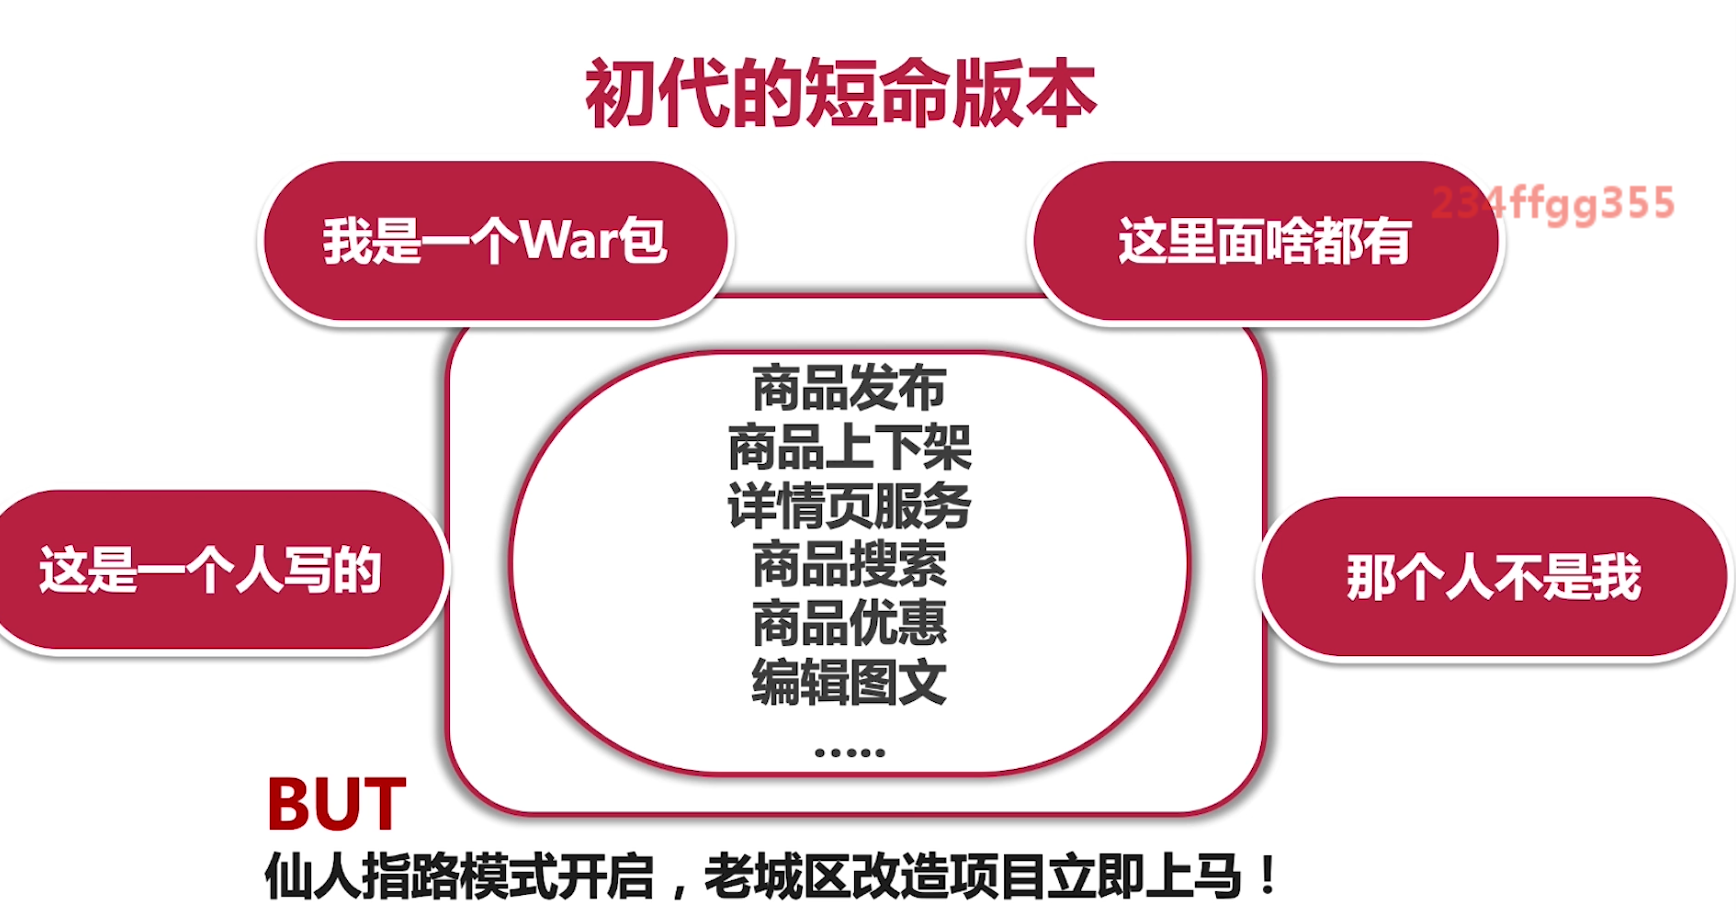 初代的短命版本
我是一个War包
这里面啥都有
234ffgg355
商品发布
商品上下架
详情页服务
商品搜索
商品优惠
编辑图文
.....
这是一个人写的
那个人不是我
BUT
仙人指路模式开启，老城区改造项目立即上马！